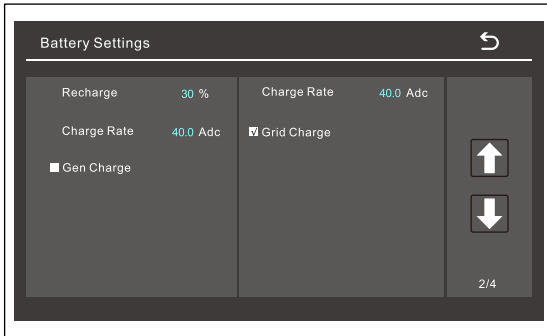 Battery Settings
Recharge 30 %
Charge Rate 40.0 Adc
Gen Charge
Charge Rate 40.0 Adc
Grid Charge
2/4